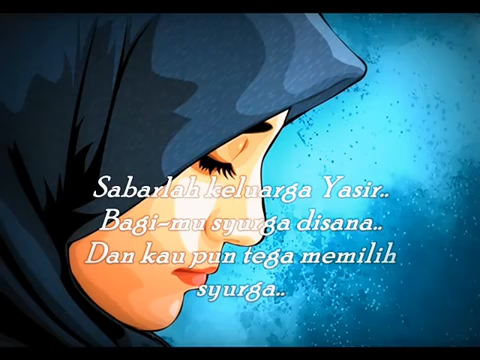 Sabarlah keluarga Yasir..
Bagi-mu syurga disana..
Dan kau pun tega memilih
syurga..